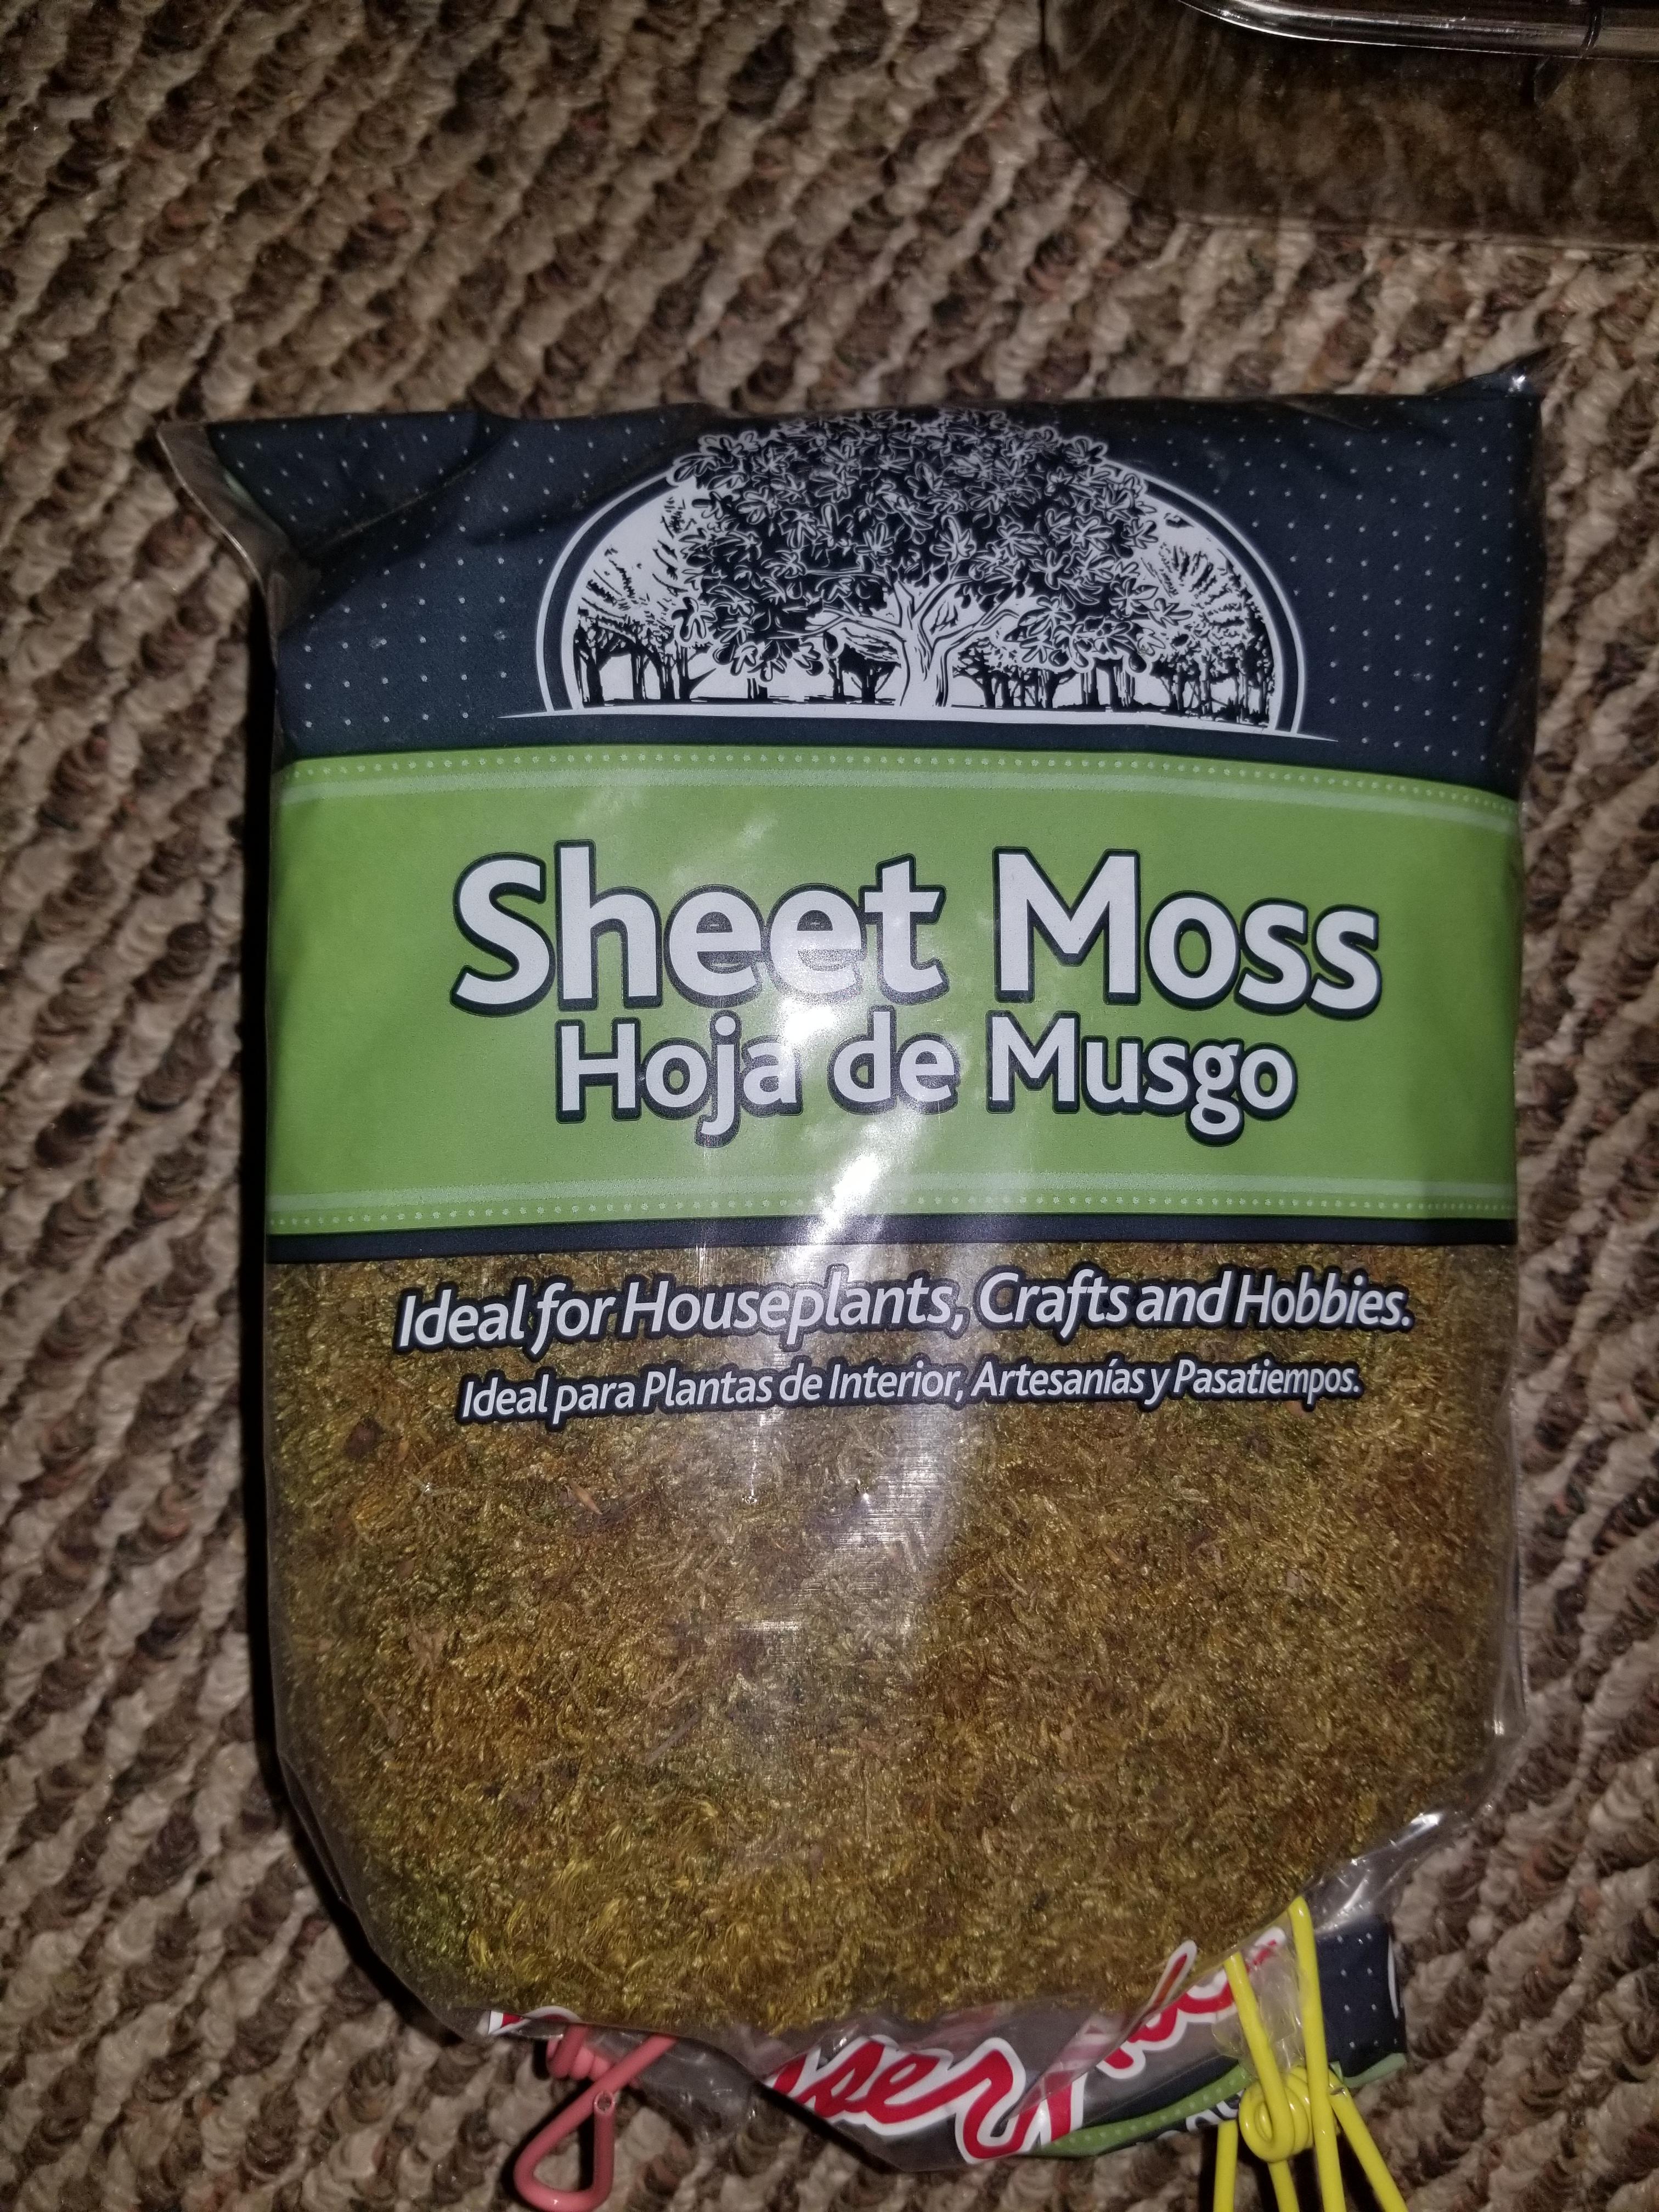 Sheet Moss
Hoja de Musgo
Ideal for Houseplants, Crafts and Hobbies.
Ideal para Plantas de Interior, Artesanías y Pasatiempos.